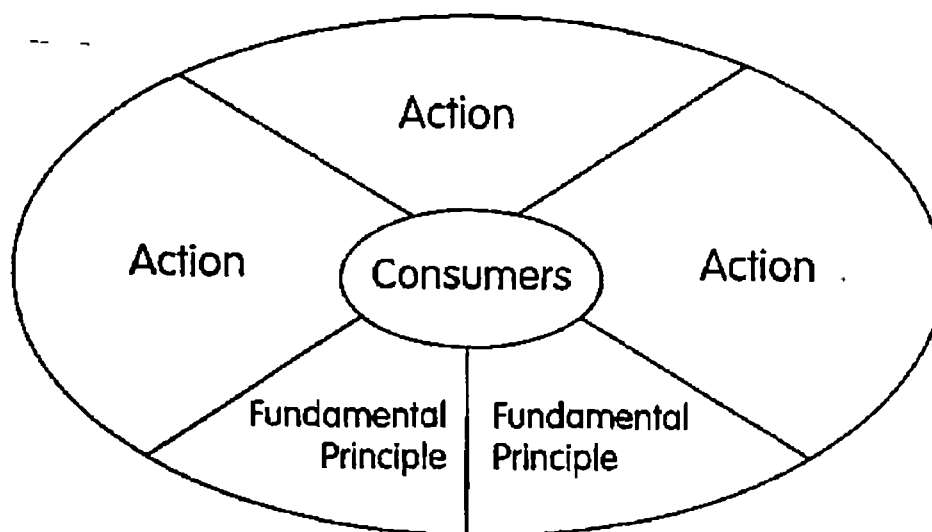 Action
Action
Consumers
Action
Fundamental
Principle
Fundamental
Principle